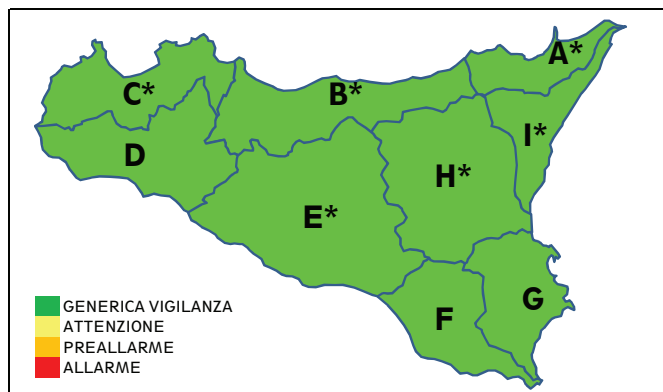 A*
C*
B*
I*
D
H*
E*
G
F
GENERICA VIGILANZA
ATTENZIONE
PREALLARME
ALLARME